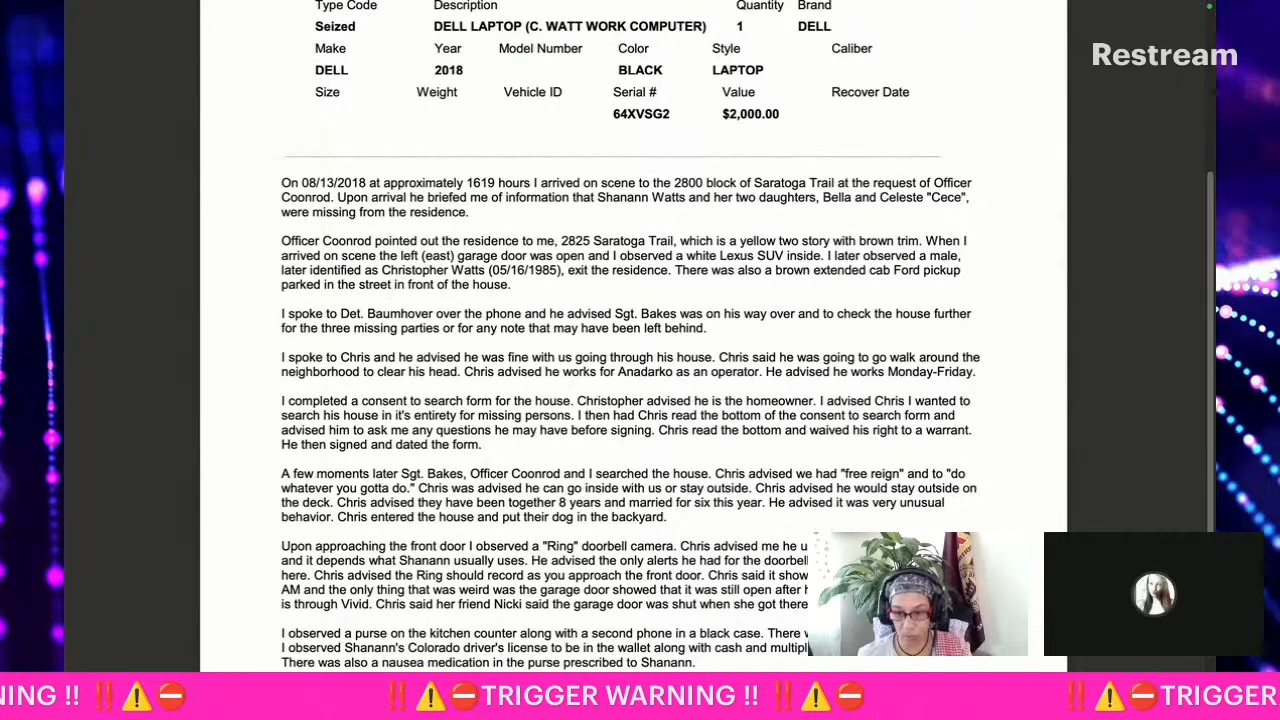 Type Code Description Quantity Brand
Seized DELL LAPTOP (C. WATT WORK COMPUTER) 1 DELL
Make Year Model Number Color Style Caliber
DELL 2018 BLACK LAPTOP
Size Weight Vehicle ID Serial # Value Recover Date
64XVSG2 $2,000.00
Restream
On 08/13/2018 at approximately 1619 hours I arrived on scene to the 2800 block of Saratoga Trail at the request of Officer
Coonrod. Upon arrival he briefed me of information that Shanann Watts and her two daughters, Bella and Celeste "Cece",
were missing from the residence.
Officer Coonrod pointed out the residence to me, 2825 Saratoga Trail, which is a yellow two story with brown trim. When I
arrived on scene the left (east) garage door was open and I observed a white Lexus SUV inside. I later observed a male,
later identified as Christopher Watts (05/16/1985), exit the residence. There was also a brown extended cab Ford pickup
parked in the street in front of the house.
I spoke to Det. Baumhover over the phone and he advised Sgt. Bakes was on his way over and to check the house further
for the three missing parties or for any note that may have been left behind.
I spoke to Chris and he advised he was fine with us going through his house. Chris said he was going to go walk around the
neighborhood to clear his head. Chris advised he works for Anadarko as an operator. He advised he works Monday-Friday.
I completed a consent to search form for the house. Christopher advised he is the homeowner. I advised Chris I wanted to
search his house in it's entirety for missing persons. I then had Chris read the bottom of the consent to search form and
advised him to ask me any questions he may have before signing. Chris read the bottom and waived his right to a warrant.
He then signed and dated the form.
A few moments later Sgt. Bakes, Officer Coonrod and I searched the house. Chris advised we had "free reign" and to "do
whatever you gotta do." Chris was advised he can go inside with us or stay outside. Chris advised he would stay outside on
the deck. Chris advised they have been together 8 years and married for six this year. He advised it was very unusual
behavior. Chris entered the house and put their dog in the backyard.
Upon approaching the front door I observed a "Ring" doorbell camera. Chris advised me he u
and it depends what Shanann usually uses. He advised the only alerts he had for the doorbell
here. Chris advised the Ring should record as you approach the front door. Chris said it show
AM and the only thing that was weird was the garage door showed that it was still open after h
is through Vivid. Chris said her friend Nicki said the garage door was shut when she got there
I observed a purse on the kitchen counter along with a second phone in a black case. There w
I observed Shanann's Colorado driver's license to be in the wallet along with cash and multipl
There was also a nausea medication in the purse prescribed to Shanann.
NING !! ‼️⚠️⛔ ‼️⚠️⛔TRIGGER WARNING !! ‼️⚠️⛔ ‼️⚠️⛔TRIGGER